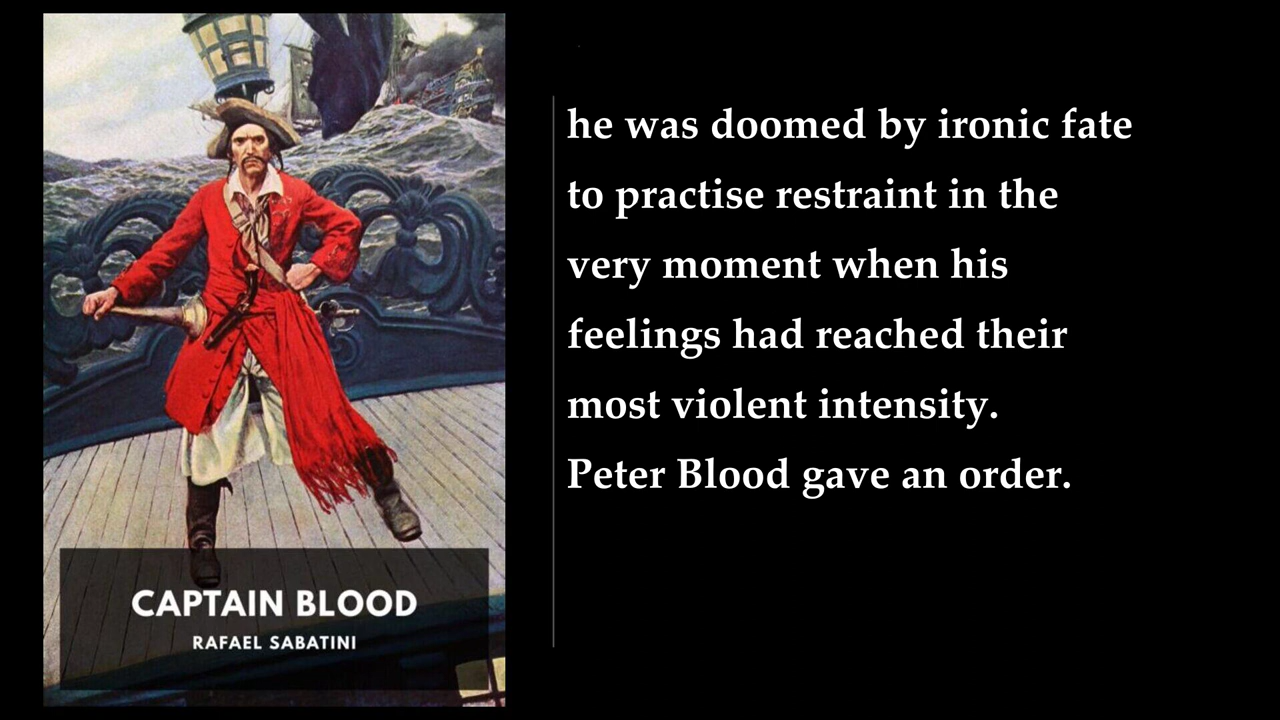 he was doomed by ironic fate
to practise restraint in the
very moment when his
feelings had reached their
most violent intensity.
Peter Blood gave an order.
CAPTAIN BLOOD
RAFAEL SABATINI